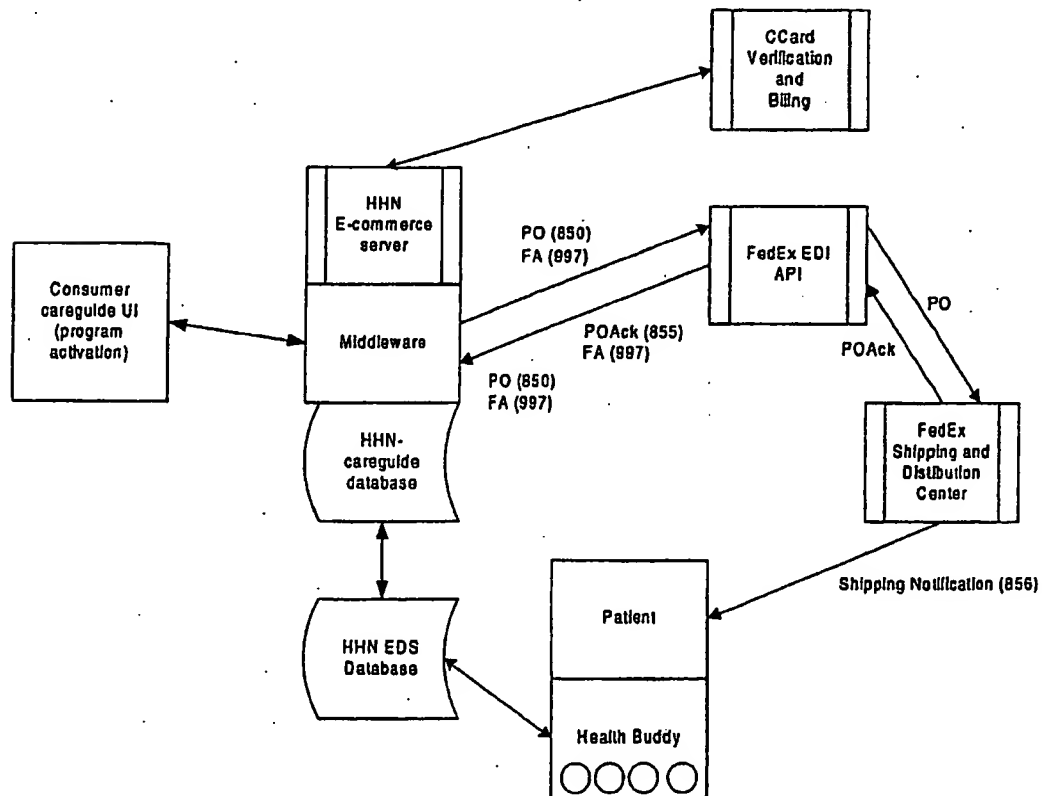 CCard
Verification
and
Billing
HHN
E-commerce
server
PO (850)
FA (997)
FedEx EDI
API
Consumer
careguide UI
(program
activation)
Middleware
PO
POAck (855)
FA (997)
POAck
PO (850)
FA (997)
HHN-
careguide
database
FedEx
Shipping and
Distibution
Center
Shipping Notification (856)
Patient
HHN EDS
Database
Health Buddy